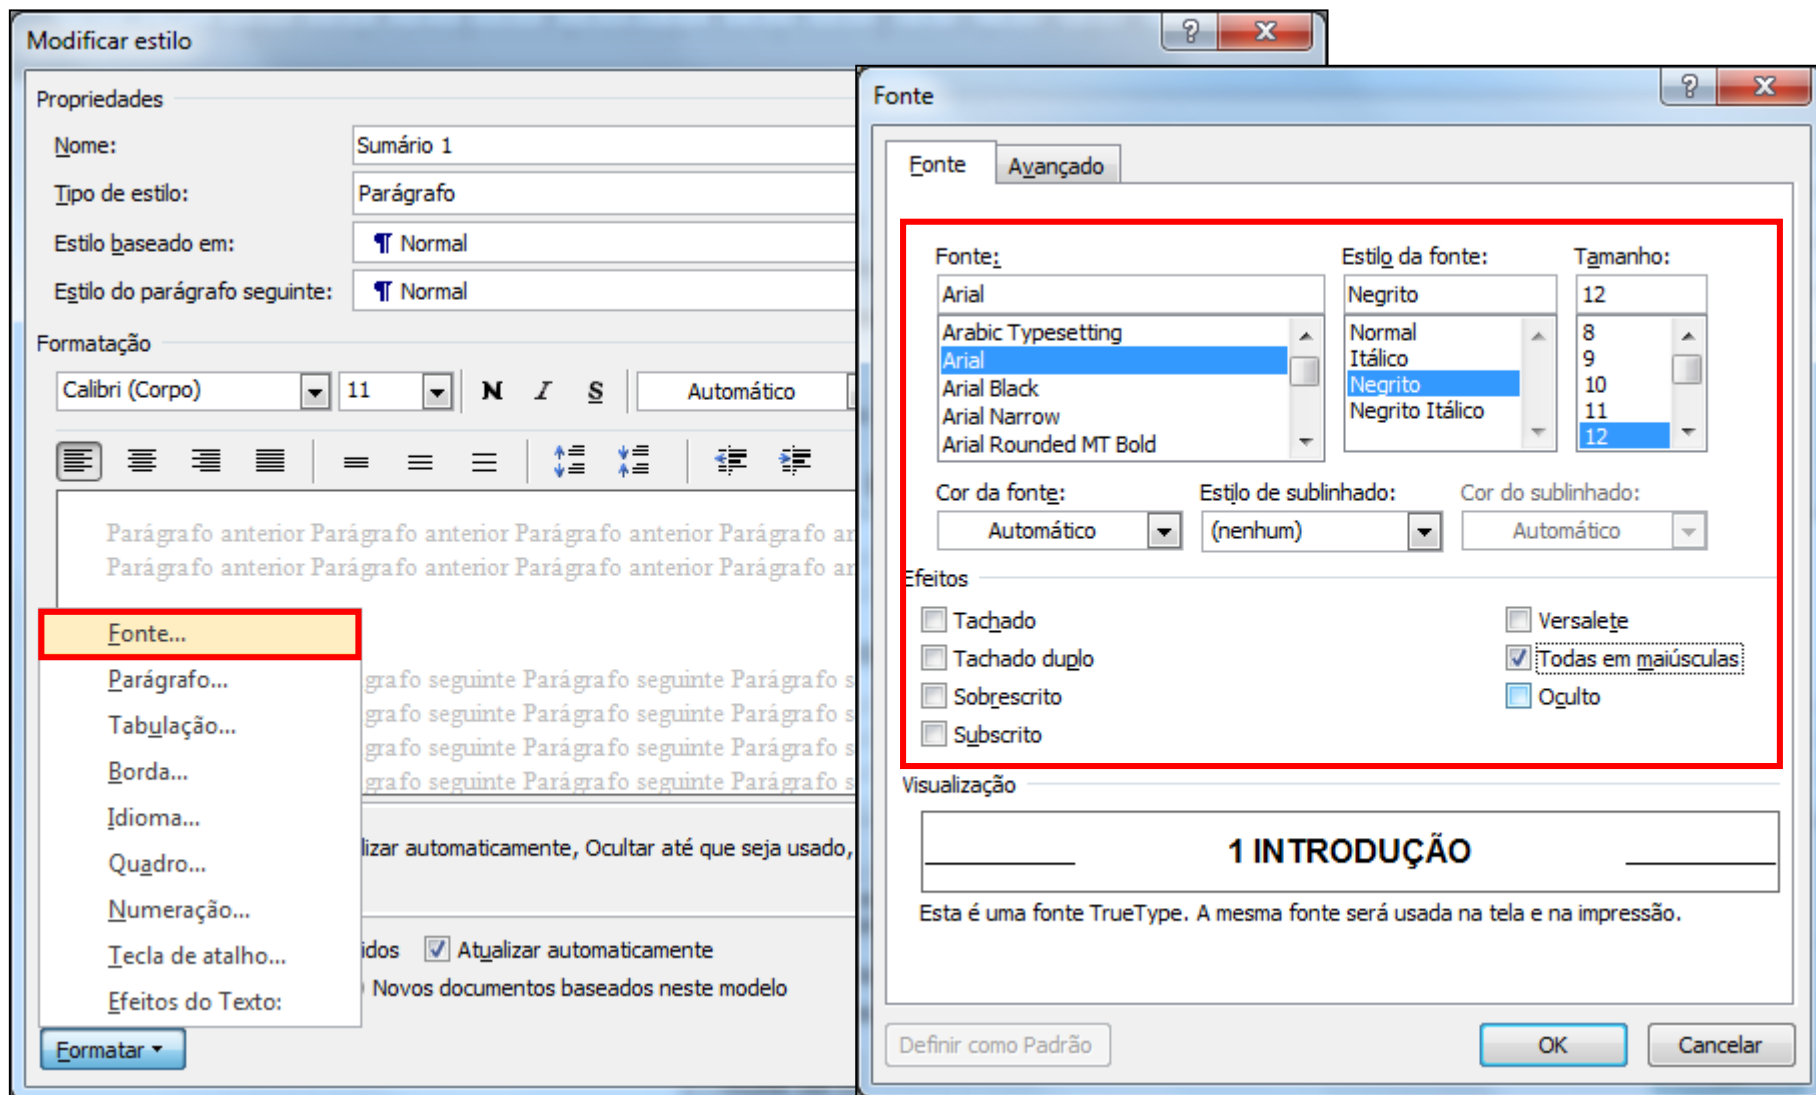 Modificar estilo
Propriedades
Nome: Sumário 1
Tipo de estilo: Parágrafo
Estilo baseado em: ¶ Normal
Estilo do parágrafo seguinte: ¶ Normal
Formatação
Calibri (Corpo) 11 N I S Automático
Parágrafo anterior Parágrafo anterior Parágrafo anterior Parágrafo ar
Parágrafo anterior Parágrafo anterior Parágrafo anterior Parágrafo ar
grafo seguinte Parágrafo seguinte Parágrafo s
grafo seguinte Parágrafo seguinte Parágrafo s
grafo seguinte Parágrafo seguinte Parágrafo s
grafo seguinte Parágrafo seguinte Parágrafo s
lizar automaticamente, Ocultar até que seja usado,
idos Atualizar automaticamente
Novos documentos baseados neste modelo
Fonte...
Parágrafo...
Tabulação...
Borda...
Idioma...
Quadro...
Numeração...
Tecla de atalho...
Efeitos do Texto:
Formatar
Fonte
Fonte Avançado
Fonte: Estilo da fonte: Tamanho:
Arial Negrito 12
Arabic Typesetting Normal 8
Arial Itálico 9
Arial Black Negrito 10
Arial Narrow Negrito Itálico 11
Arial Rounded MT Bold 12
Cor da fonte: Estilo de sublinhado: Cor do sublinhado:
Automático (nenhum) Automático
Efeitos
Tachado Versalete
Tachado duplo Todas em maiúsculas
Sobrescrito Oculto
Subscrito
Visualização
1 INTRODUÇÃO
Esta é uma fonte TrueType. A mesma fonte será usada na tela e na impressão.
Definir como Padrão OK Cancelar